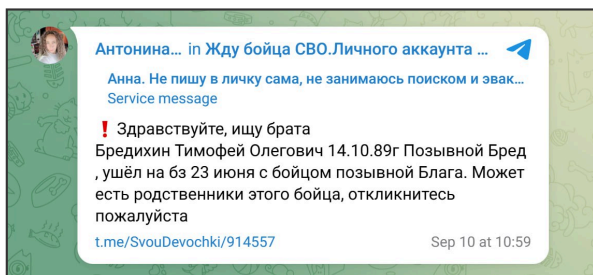 Антонина... in Жду бойца СВО.Личного аккаунта ...
Анна. Не пишу в личку сама, не занимаюсь поиском и эвак...
Service message
❗ Здравствуйте, ищу брата
Бредихин Тимофей Олегович 14.10.89г Позывной Бред
, ушёл на бз 23 июня с бойцом позывной Блага. Может
есть родственники этого бойца, откликнитесь
пожалуйста
t.me/SvouDevochki/914557 Sep 10 at 10:59